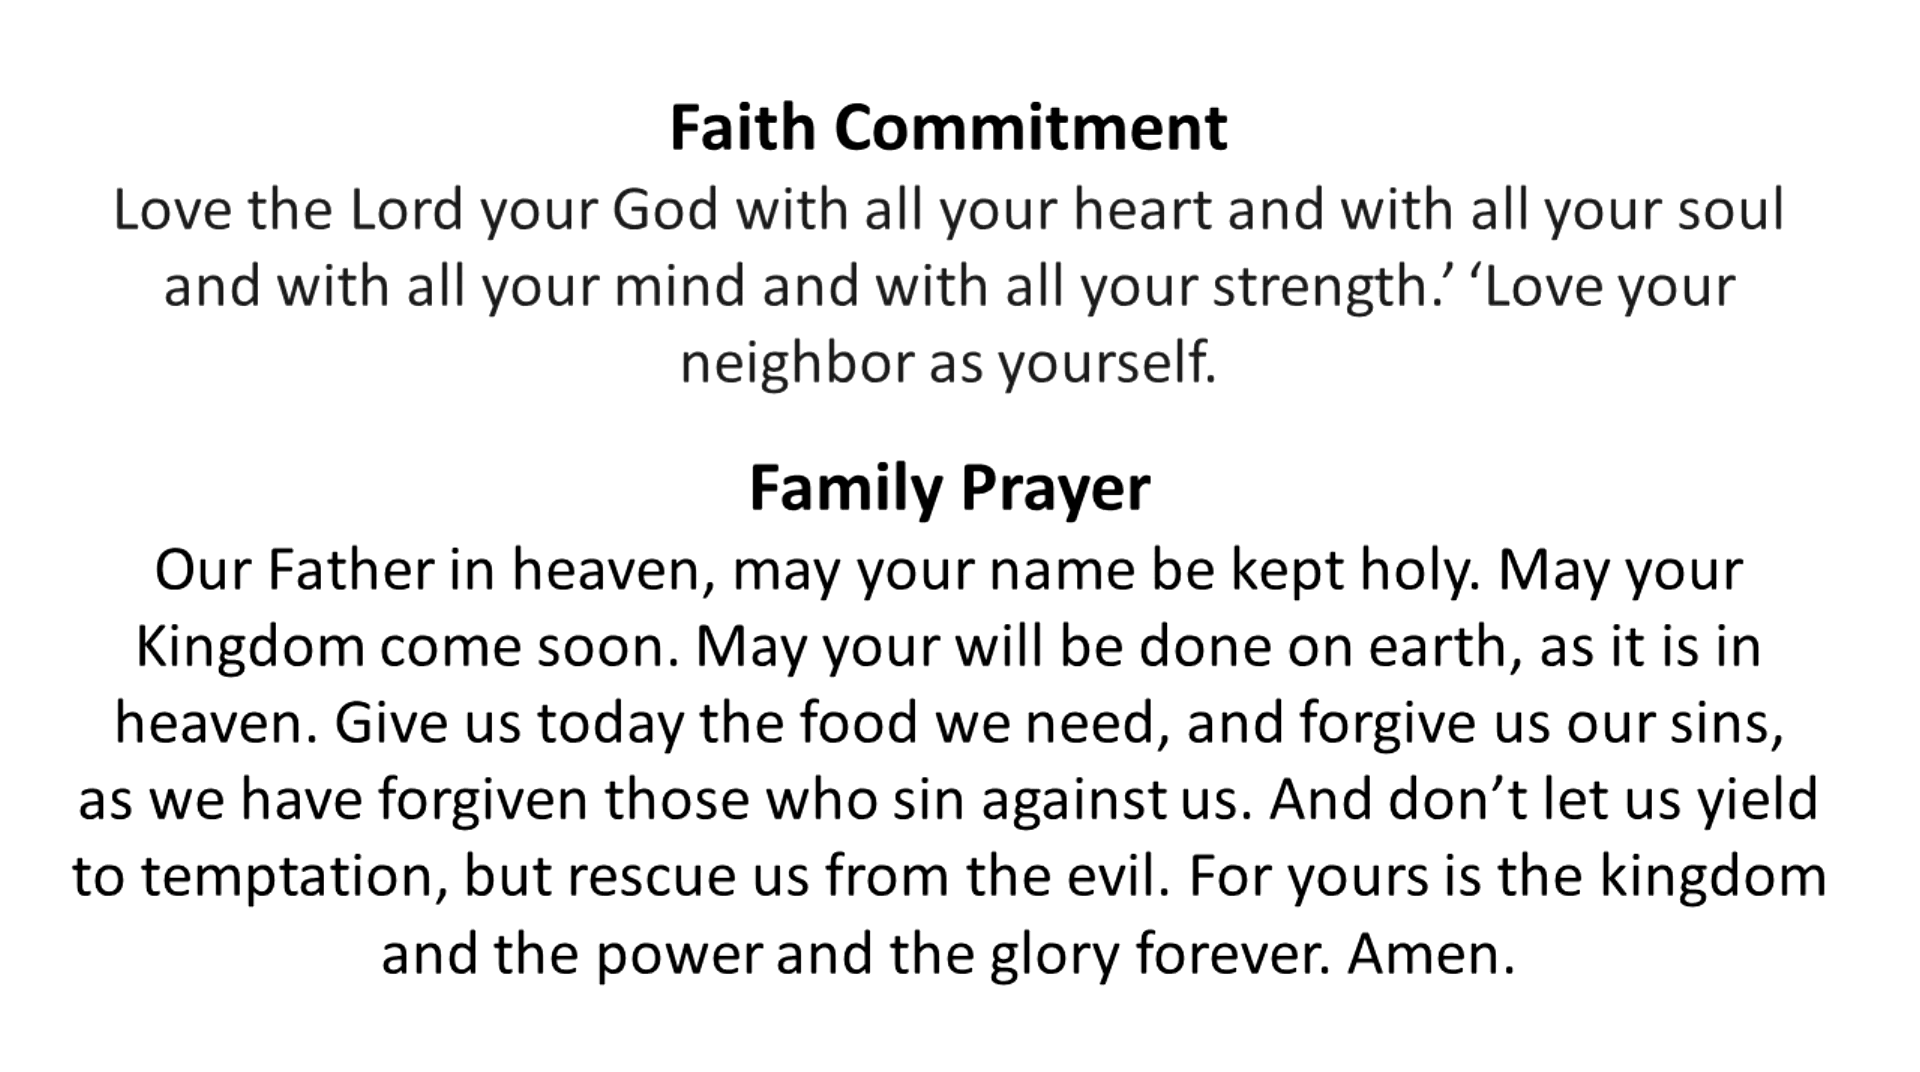 Faith Commitment
Love the Lord your God with all your heart and with all your soul
and with all your mind and with all your strength.’ ‘Love your
neighbor as yourself.
Family Prayer
Our Father in heaven, may your name be kept holy. May your
Kingdom come soon. May your will be done on earth, as it is in
heaven. Give us today the food we need, and forgive us our sins,
as we have forgiven those who sin against us. And don’t let us yield
to temptation, but rescue us from the evil. For yours is the kingdom
and the power and the glory forever. Amen.